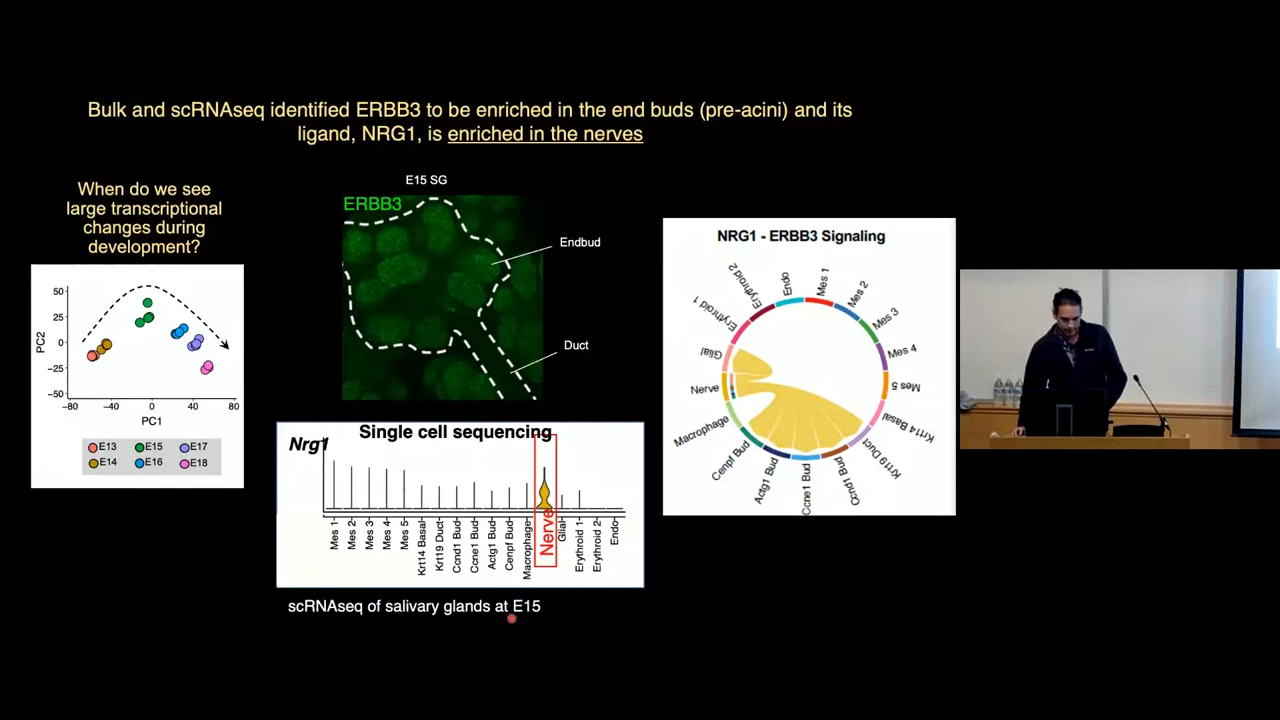 Bulk and scRNAseq identified ERBB3 to be enriched in the end buds (pre-acini) and its
ligand, NRG1, is enriched in the nerves
When do we see
large transcriptional
changes during
development?
50
25
0
−25
−50
PC2
−80
−40
0
40
80
PC1
E13
E15
E17
E14
E16
E18
E15 SG
ERBB3
Endbud
Duct
Single cell sequencing
Nrg1
Mes 1
Mes 2
Mes 3
Mes 4
Mes 5
Krt14 Basal
Krt19 Duct
Ccnd1 Bud
Ccne1 Bud
Actg1 Bud
Cenpf Bud
Macrophage
Nerve
Glial
Erythroid 1
Erythroid 2
Endo
scRNAseq of salivary glands at E15
NRG1 - ERBB3 Signaling
Endo
Mes 1
Mes 2
Mes 3
Mes 4
Mes 5
Krt14 Basal
Krt19 Duct
Ccnd1 Bud
Ccne1 Bud
Actg1 Bud
Cenpf Bud
Macrophage
Nerve
Glial
Erythroid 1
Erythroid 2